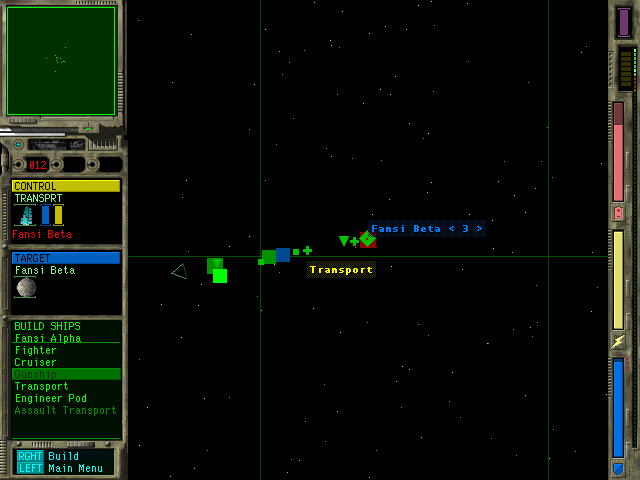 012
CONTROL
TRANSPRT
Fansi Beta
TARGET
Fansi Beta
BUILD SHIPS
Fansi Alpha
Fighter
Cruiser
Gunship
Transport
Engineer Pod
Assault Transport
RGHT Build
LEFT Main Menu
Fansi Beta < 3 >
Transport